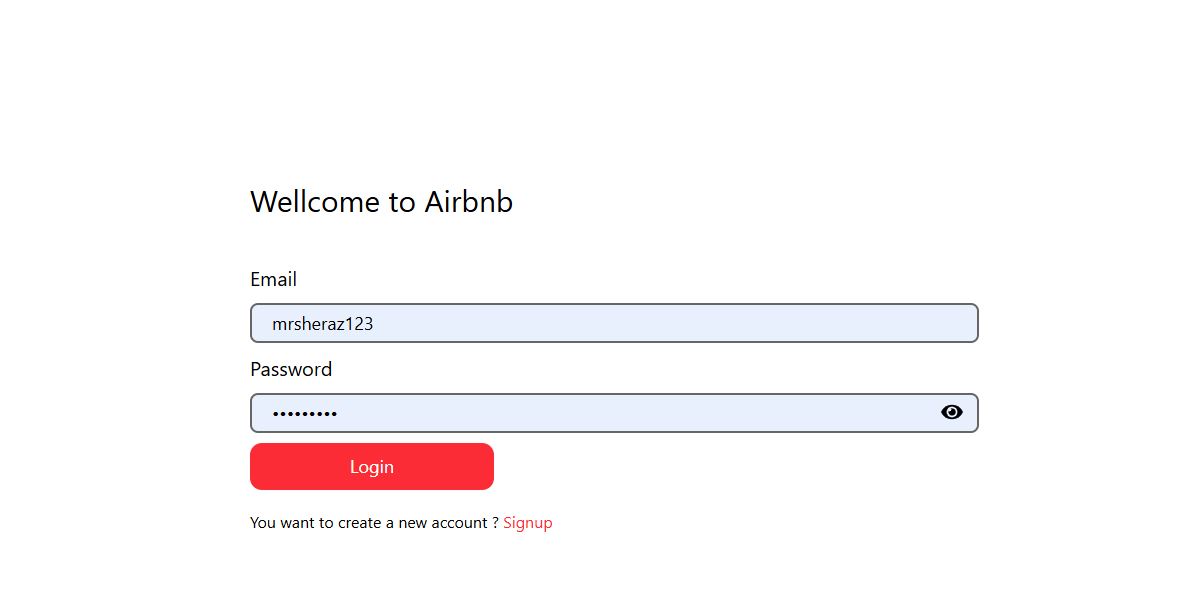 Wellcome to Airbnb
Email
mrsheraz123
Password
•••••••••
Login
You want to create a new account ? Signup